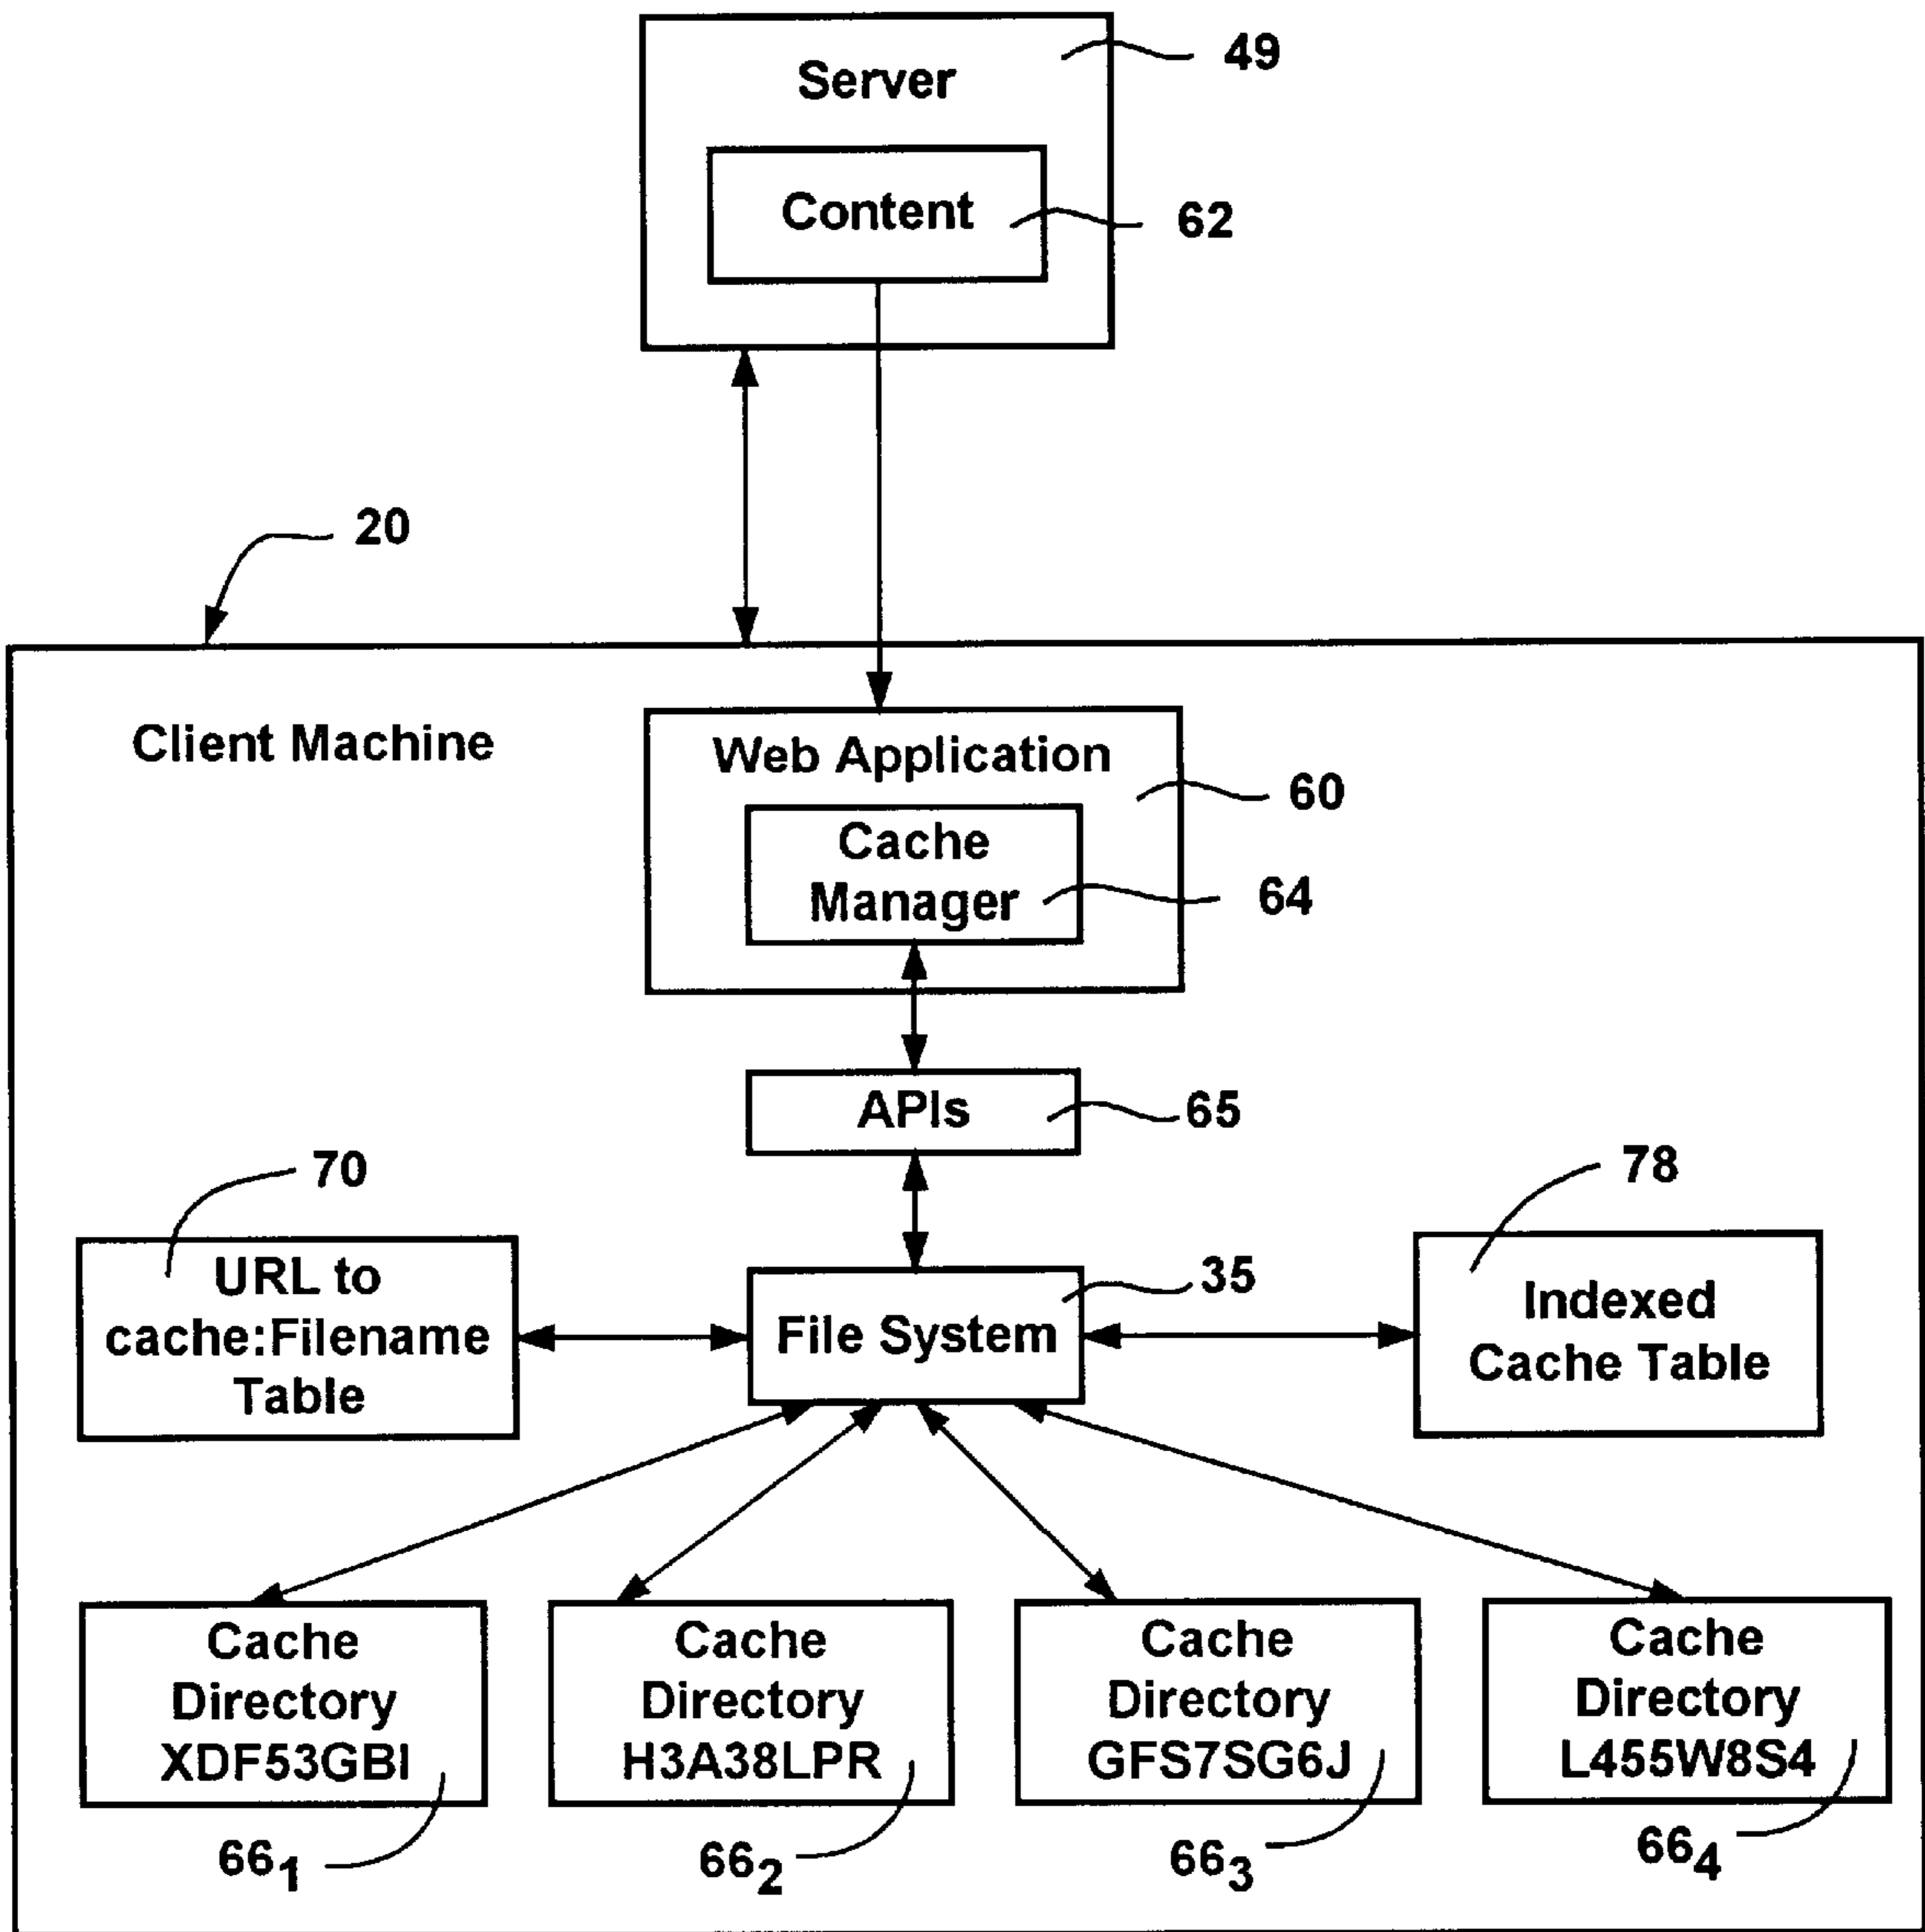 Server
49
Content
62
20
Client Machine
Web Application
60
Cache
Manager
64
APIs
65
70
78
URL to
cache:Filename
Table
File System
35
Indexed
Cache Table
Cache
Directory
XDF53GBI
66₁
Cache
Directory
H3A38LPR
66₂
Cache
Directory
GFS7SG6J
66₃
Cache
Directory
L455W8S4
66₄